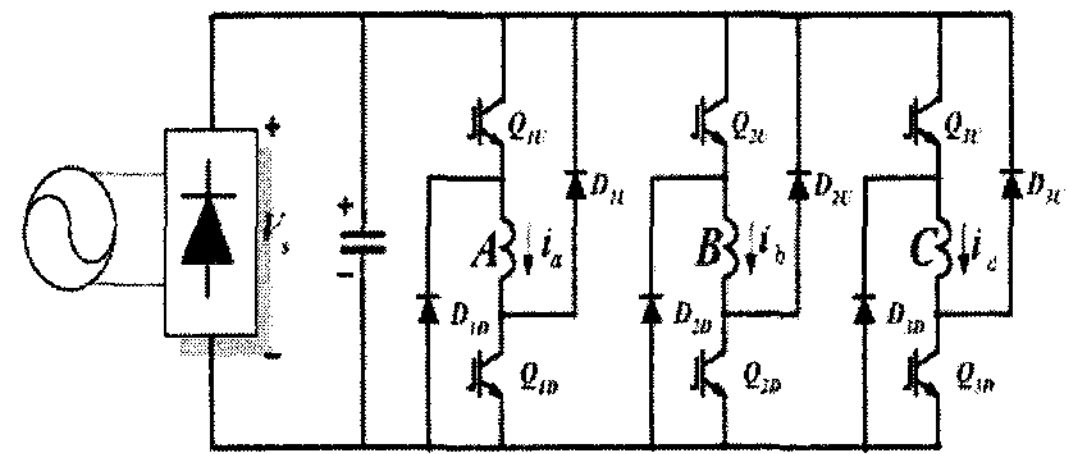 +
V_s
-
+
-
Q_1U
D_1U
A
i_a
D_1D
Q_1D
Q_2U
D_2U
B
i_b
D_2D
Q_2D
Q_3U
D_3U
C
i_c
D_3D
Q_3D